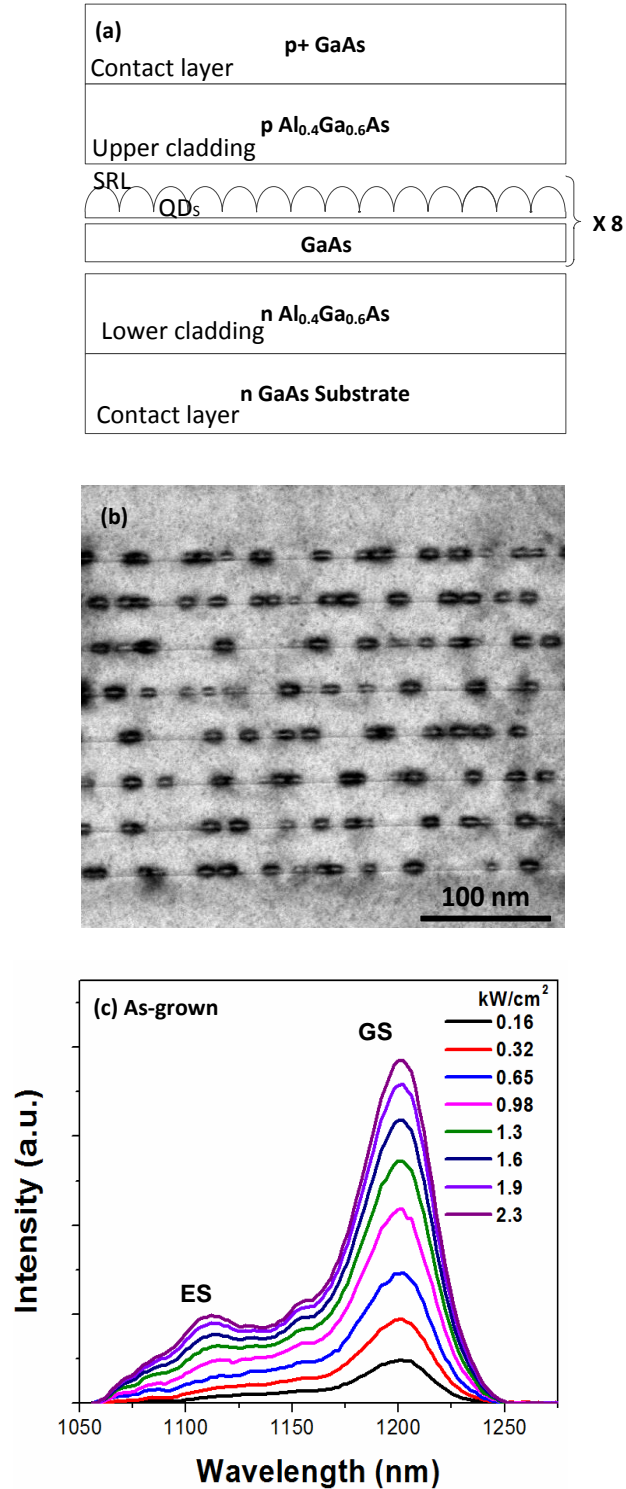 (a)
p+ GaAs
Contact layer
p Al0.4Ga0.6As
Upper cladding
SRL
QDs
X 8
GaAs
n Al0.4Ga0.6As
Lower cladding
n GaAs Substrate
Contact layer
(b)
100 nm
(c) As-grown
GS
ES
kW/cm2
0.16
0.32
0.65
0.98
1.3
1.6
1.9
2.3
Intensity (a.u.)
1050 1100 1150 1200 1250
Wavelength (nm)